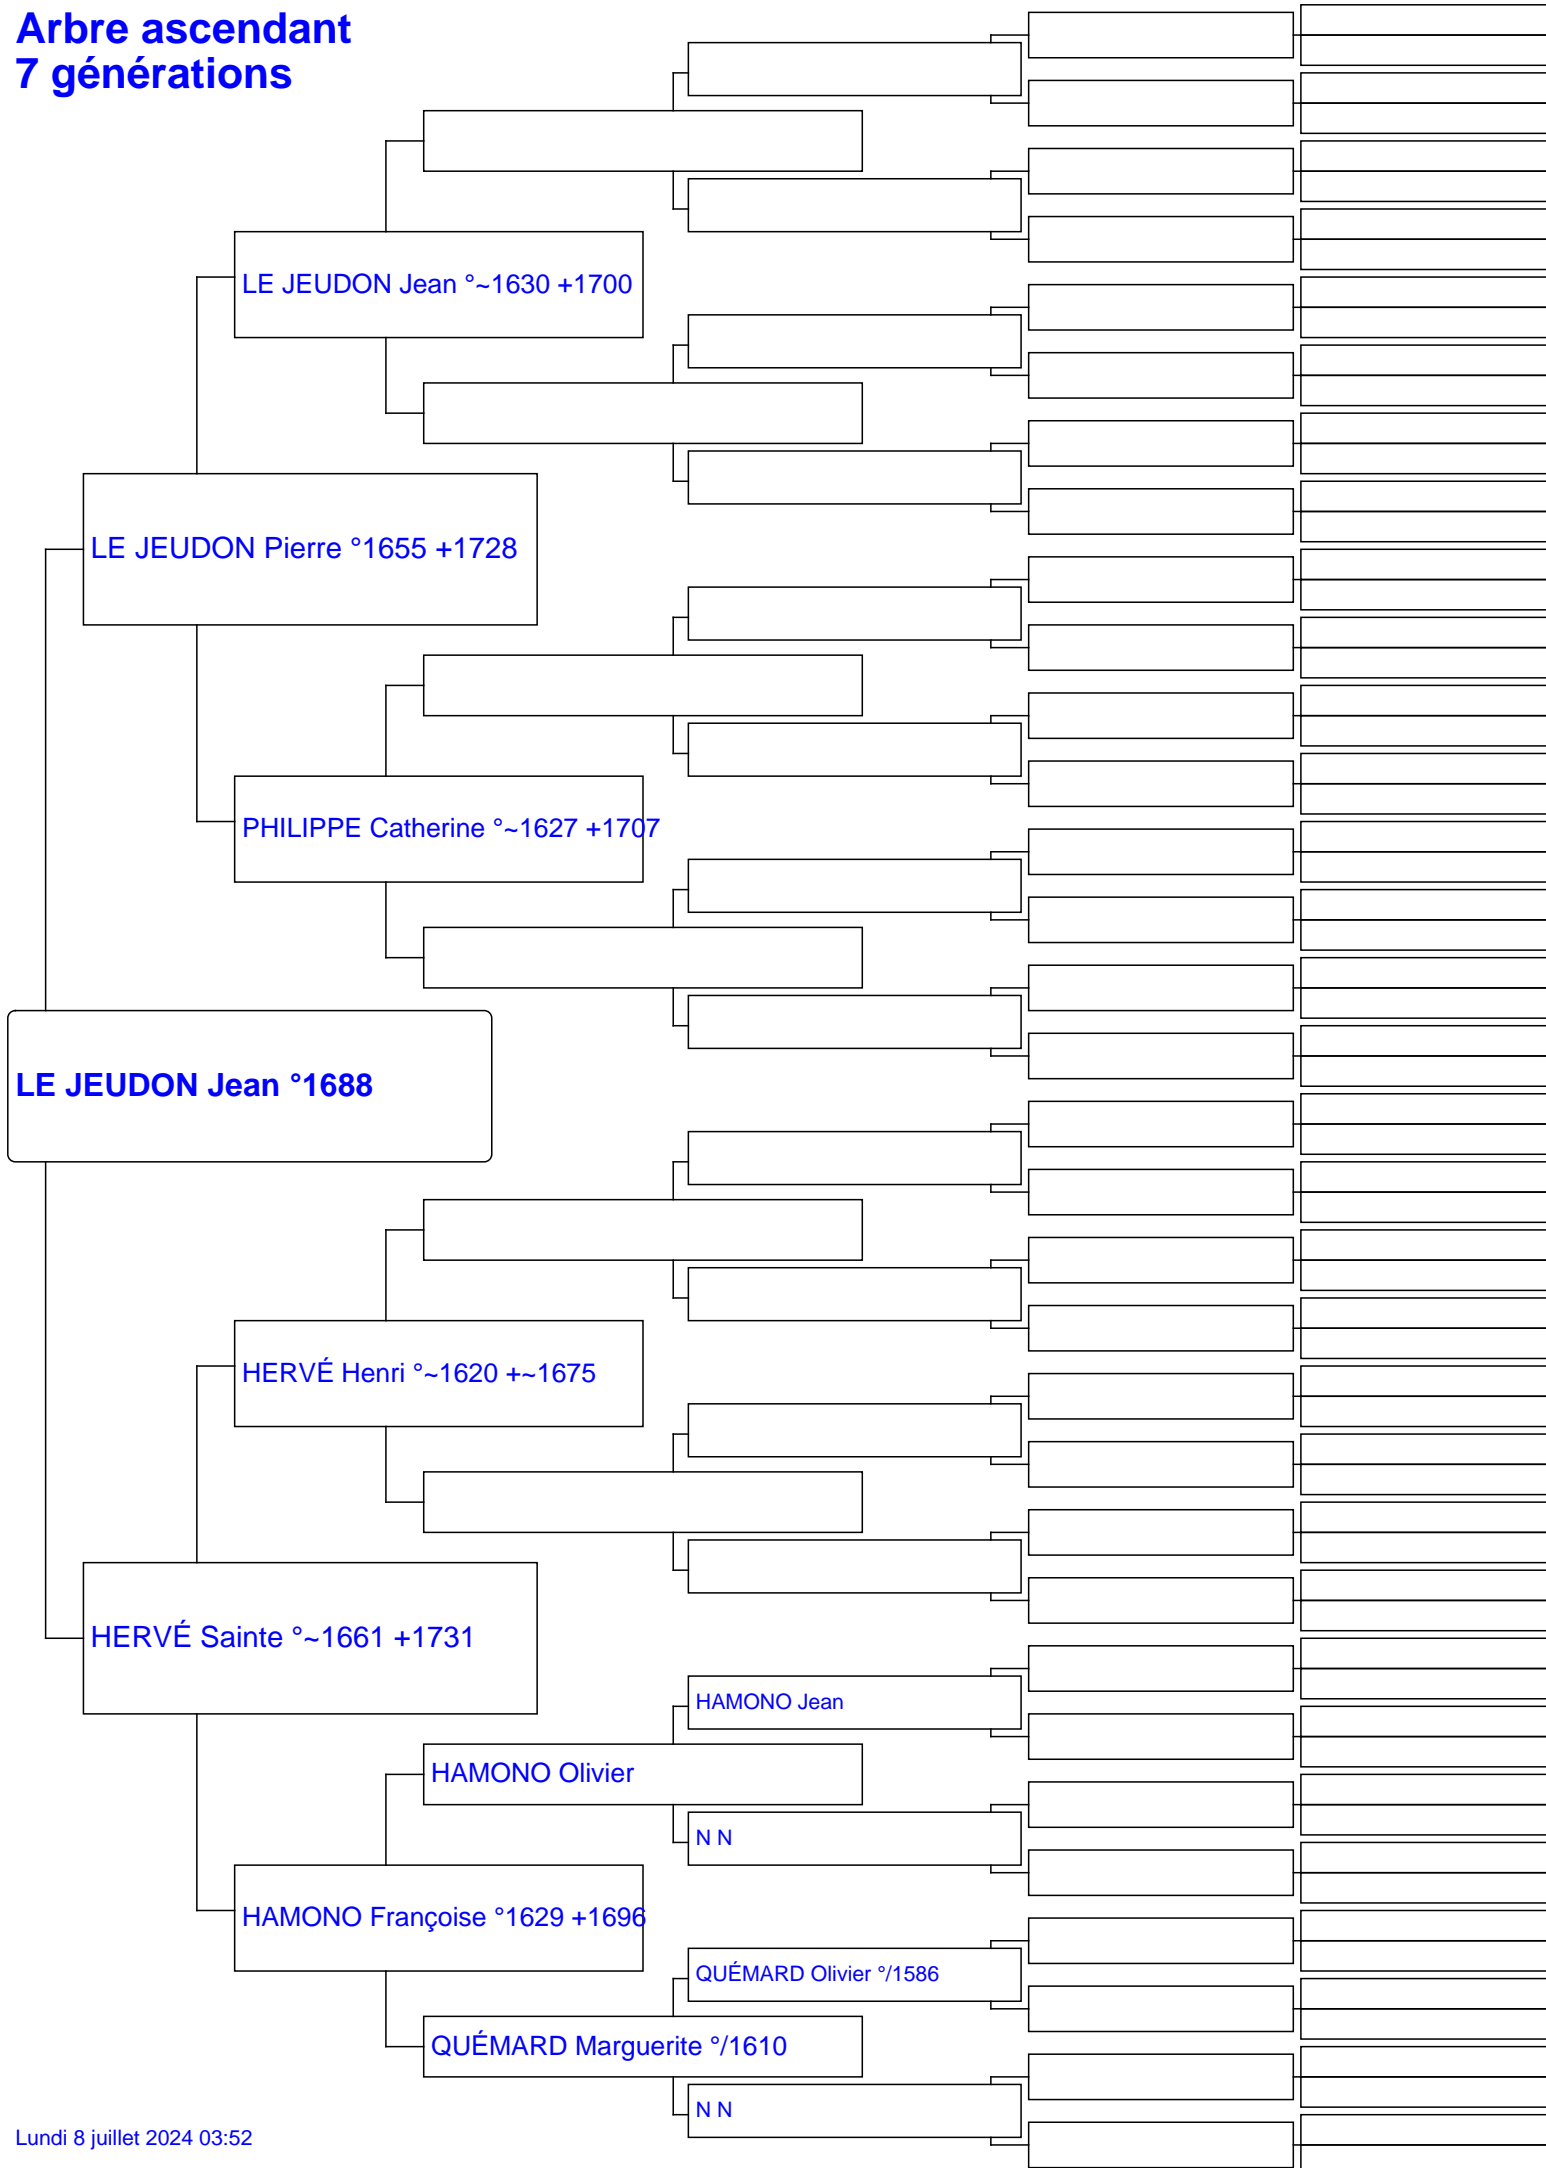 Arbre ascendant
7 générations
LE JEUDON Jean °~1630 +1700
LE JEUDON Pierre °1655 +1728
PHILIPPE Catherine °~1627 +1707
LE JEUDON Jean °1688
HERVÉ Henri °~1620 +~1675
HERVÉ Sainte °~1661 +1731
HAMONO Jean
HAMONO Olivier
N N
HAMONO Françoise °1629 +1696
QUÉMARD Olivier °/1586
QUÉMARD Marguerite °/1610
N N
Lundi 8 juillet 2024 03:52